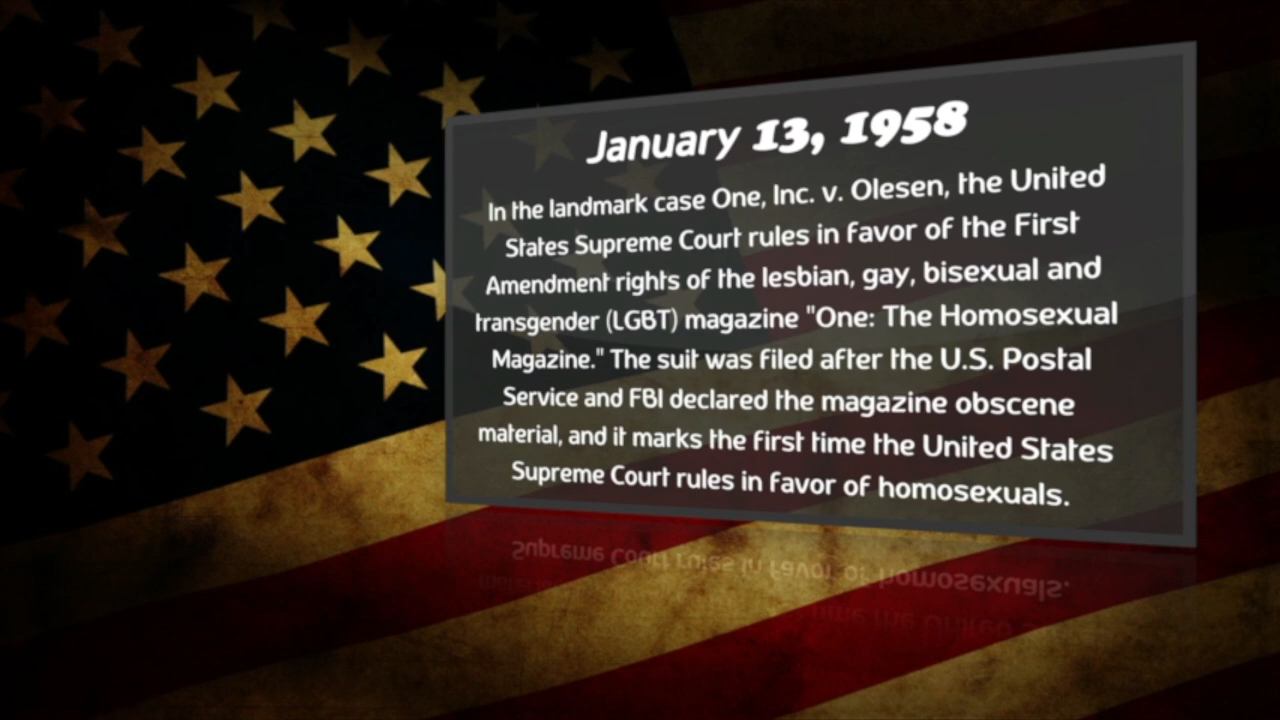 January 13, 1958
In the landmark case One, Inc. v. Olesen, the United
States Supreme Court rules in favor of the First
Amendment rights of the lesbian, gay, bisexual and
transgender (LGBT) magazine "One: The Homosexual
Magazine." The suit was filed after the U.S. Postal
Service and FBI declared the magazine obscene
material, and it marks the first time the United States
Supreme Court rules in favor of homosexuals.